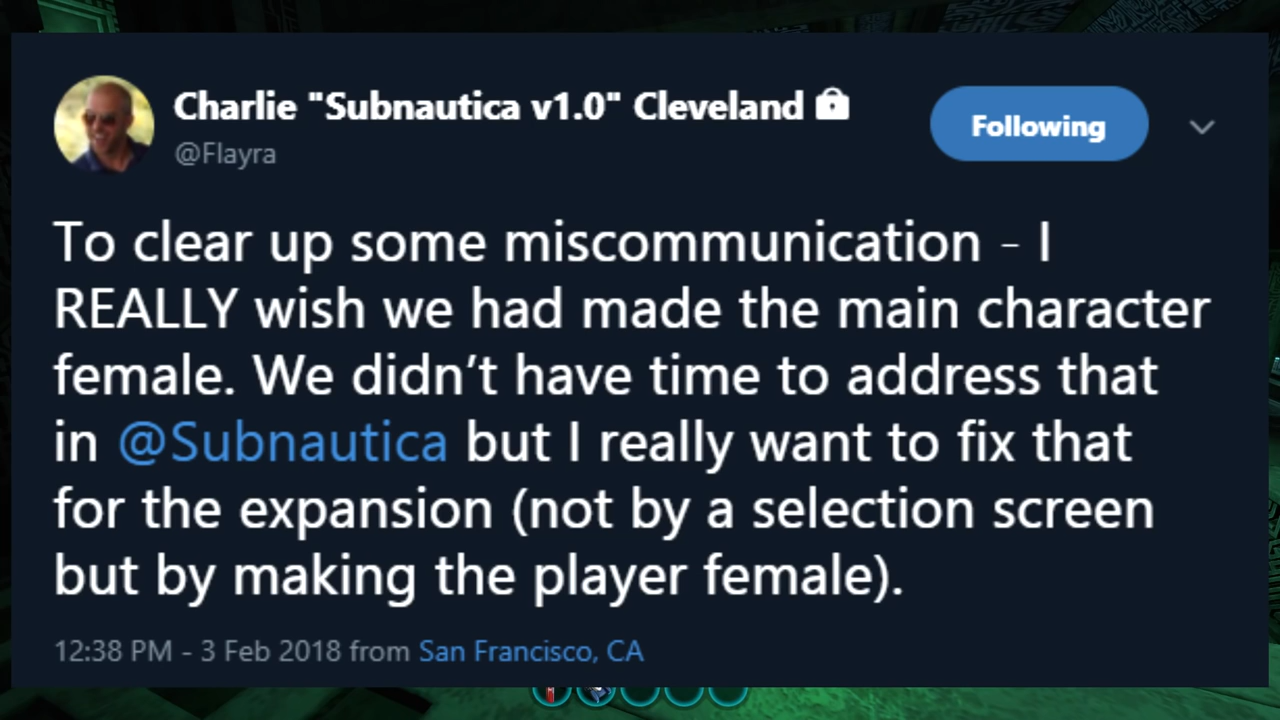 Charlie "Subnautica v1.0" Cleveland
@Flayra
Following
To clear up some miscommunication - I
REALLY wish we had made the main character
female. We didn’t have time to address that
in @Subnautica but I really want to fix that
for the expansion (not by a selection screen
but by making the player female).
12:38 PM - 3 Feb 2018 from San Francisco, CA